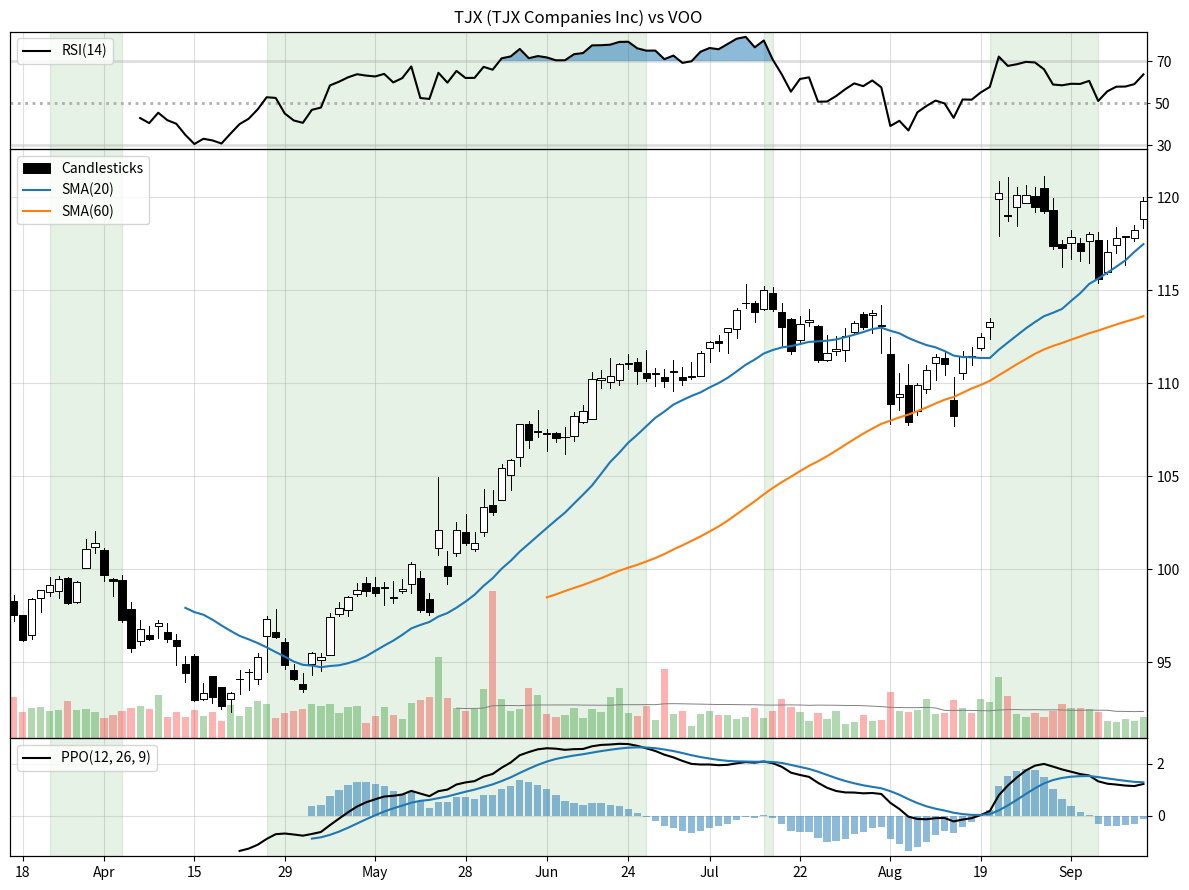 TJX (TJX Companies Inc) vs VOO
RSI(14)
70
50
30
Candlesticks
SMA(20)
SMA(60)
120
115
110
105
100
95
PPO(12, 26, 9)
2
0
18 Apr 15 29 May 28 Jun 24 Jul 22 Aug 19 Sep